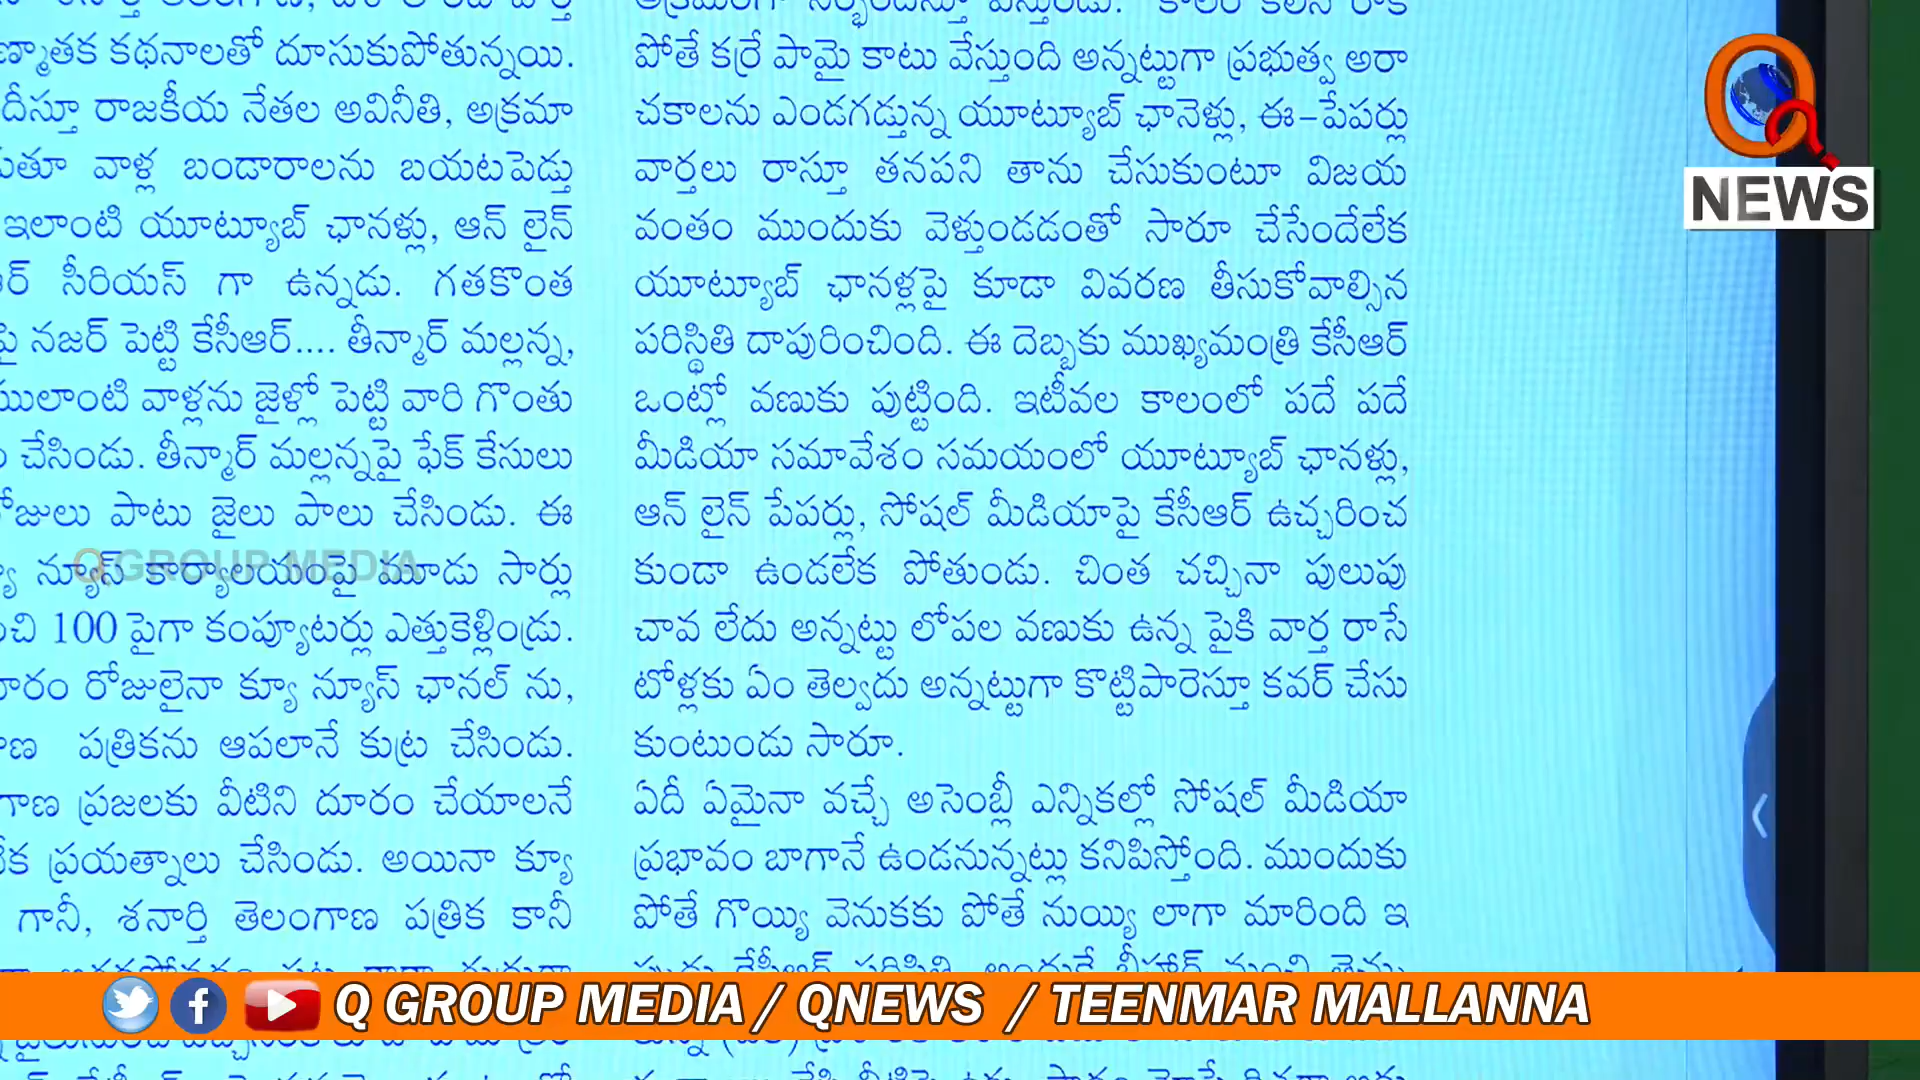 కథనాలతో దూసుకుపోతున్నయి.
దీస్తూ రాజకీయ నేతల అవినీతి, అక్రమా
వాళ్ల బండారాలను బయటపెడ్తు
ఇలాంటి యూట్యూబ్ ఛానళ్లు, ఆన్ లైన్
సీరియస్ గా ఉన్నడు. గతకొంత
నజర్ పెట్టి కేసీఆర్.... తీన్మార్ మల్లన్న,
వాళ్లను జైళ్లో పెట్టి వారి గొంతు
చేసిండు. తీన్మార్ మల్లన్నపై ఫేక్ కేసులు
పాటు జైలు పాలు చేసిండు. ఈ
న్యూస్ కార్యాలయంపై మూడు సార్లు
100 పైగా కంప్యూటర్లు ఎత్తుకెళ్లిండ్రు.
రోజులైనా క్యూ న్యూస్ ఛానల్ ను,
పత్రికను ఆపలానే కుట్ర చేసిండు.
ప్రజలకు వీటిని దూరం చేయాలనే
ప్రయత్నాలు చేసిండు. అయినా క్యూ
గానీ, శనార్తి తెలంగాణ పత్రిక కానీ
పోతే కర్రే పామై కాటు వేస్తుంది అన్నట్టుగా ప్రభుత్వ అరా
చకాలను ఎండగడ్తున్న యూట్యూబ్ ఛానెళ్లు, ఈ-పేపర్లు
వార్తలు రాస్తూ తనపని తాను చేసుకుంటూ విజయ
వంతం ముందుకు వెళ్తుండడంతో సారూ చేసేందేలేక
యూట్యూబ్ ఛానళ్లపై కూడా వివరణ తీసుకోవాల్సిన
పరిస్థితి దాపురించింది. ఈ దెబ్బకు ముఖ్యమంత్రి కేసీఆర్
ఒంట్లో వణుకు పుట్టింది. ఇటీవల కాలంలో పదే పదే
మీడియా సమావేశం సమయంలో యూట్యూబ్ ఛానళ్లు,
ఆన్ లైన్ పేపర్లు, సోషల్ మీడియాపై కేసీఆర్ ఉచ్చరించ
కుండా ఉండలేక పోతుండు. చింత చచ్చినా పులుపు
చావ లేదు అన్నట్టు లోపల వణుకు ఉన్న పైకి వార్త రాసే
టోళ్లకు ఏం తెల్వదు అన్నట్టుగా కొట్టిపారెస్తూ కవర్ చేసు
కుంటుండు సారూ.
ఏదీ ఏమైనా వచ్చే అసెంబ్లీ ఎన్నికల్లో సోషల్ మీడియా
ప్రభావం బాగానే ఉండనున్నట్లు కనిపిస్తోంది. ముందుకు
పోతే గొయ్యి వెనుకకు పోతే నుయ్యి లాగా మారింది ఇ
Q GROUP MEDIA
NEWS
Q GROUP MEDIA / QNEWS / TEENMAR MALLANNA